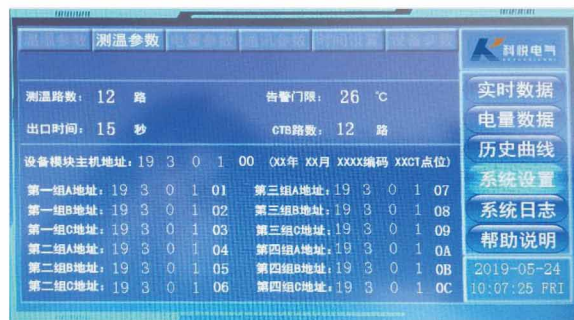 测温参数
科锐电气
测温路数： 12 路 告警门限： 26 ℃
出口时间： 15 秒 CTB路数： 12 路
设备模块主机地址：19 3 0 1 00 (XX年 XX月 XXXX编码 XXCT点位)
第一组A地址：19 3 0 1 01 第三组A地址：19 3 0 1 07
第一组B地址：19 3 0 1 02 第三组B地址：19 3 0 1 08
第一组C地址：19 3 0 1 03 第三组C地址：19 3 0 1 09
第二组A地址：19 3 0 1 04 第四组A地址：19 3 0 1 0A
第二组B地址：19 3 0 1 05 第四组B地址：19 3 0 1 0B
第二组C地址：19 3 0 1 06 第四组C地址：19 3 0 1 0C
实时数据
电量数据
历史曲线
系统设置
系统日志
帮助说明
2019-05-24
10:07:25 FRI